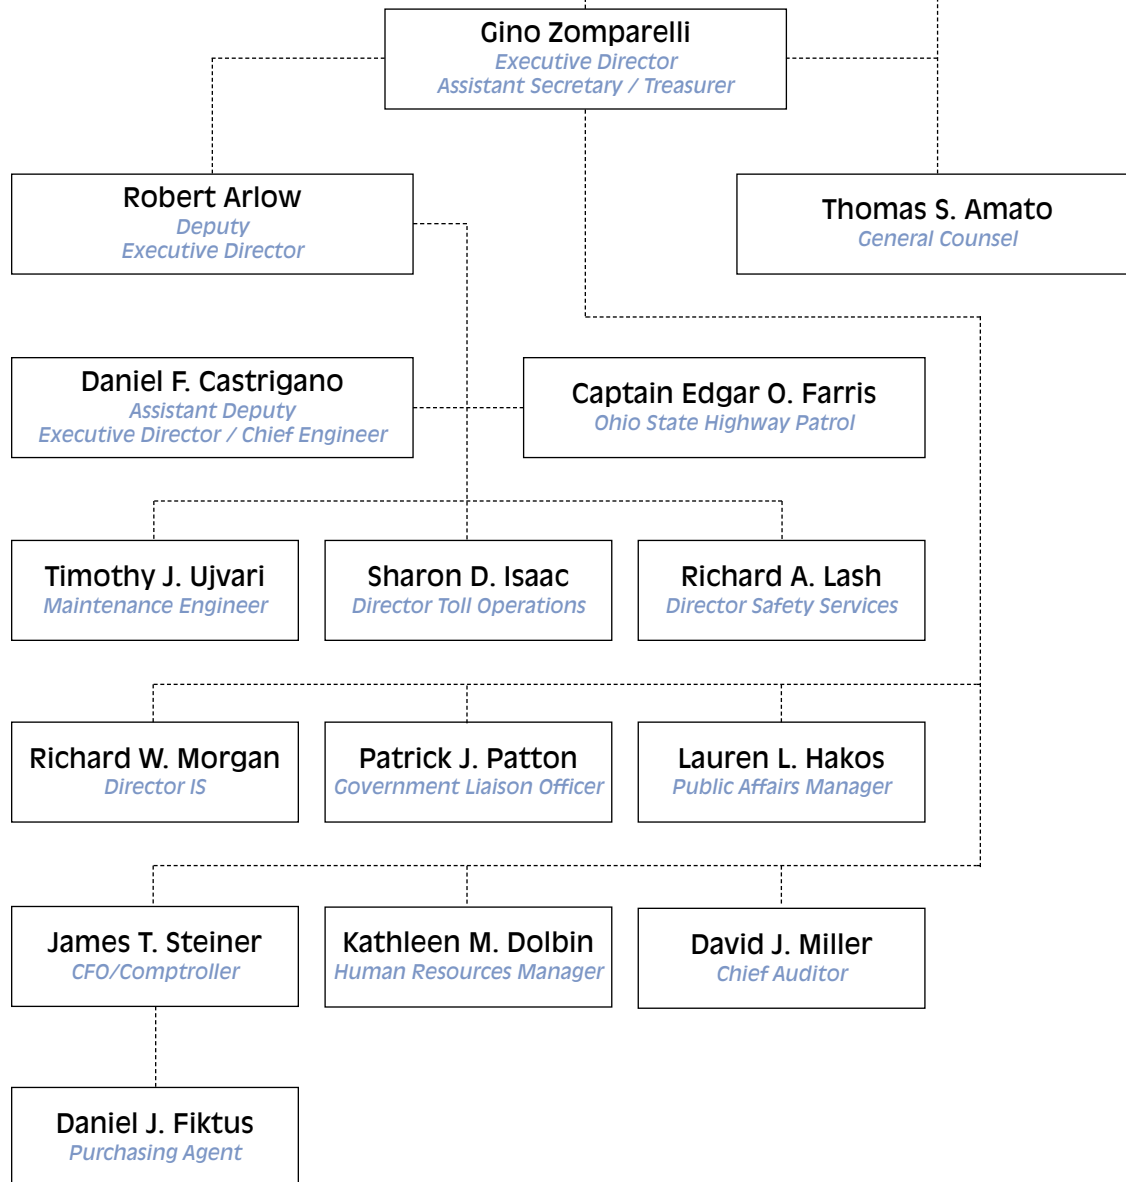 Gino Zomparelli
Executive Director
Assistant Secretary / Treasurer
Robert Arlow
Deputy
Executive Director
Thomas S. Amato
General Counsel
Daniel F. Castrigano
Assistant Deputy
Executive Director / Chief Engineer
Captain Edgar O. Farris
Ohio State Highway Patrol
Timothy J. Ujvari
Maintenance Engineer
Sharon D. Isaac
Director Toll Operations
Richard A. Lash
Director Safety Services
Richard W. Morgan
Director IS
Patrick J. Patton
Government Liaison Officer
Lauren L. Hakos
Public Affairs Manager
James T. Steiner
CFO/Comptroller
Kathleen M. Dolbin
Human Resources Manager
David J. Miller
Chief Auditor
Daniel J. Fiktus
Purchasing Agent